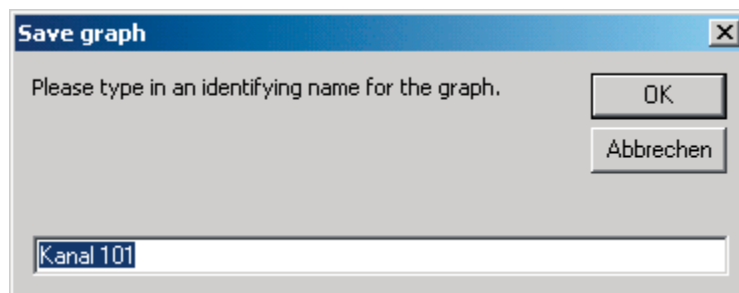 Save graph
Please type in an identifying name for the graph.
OK
Abbrechen
Kanal 101